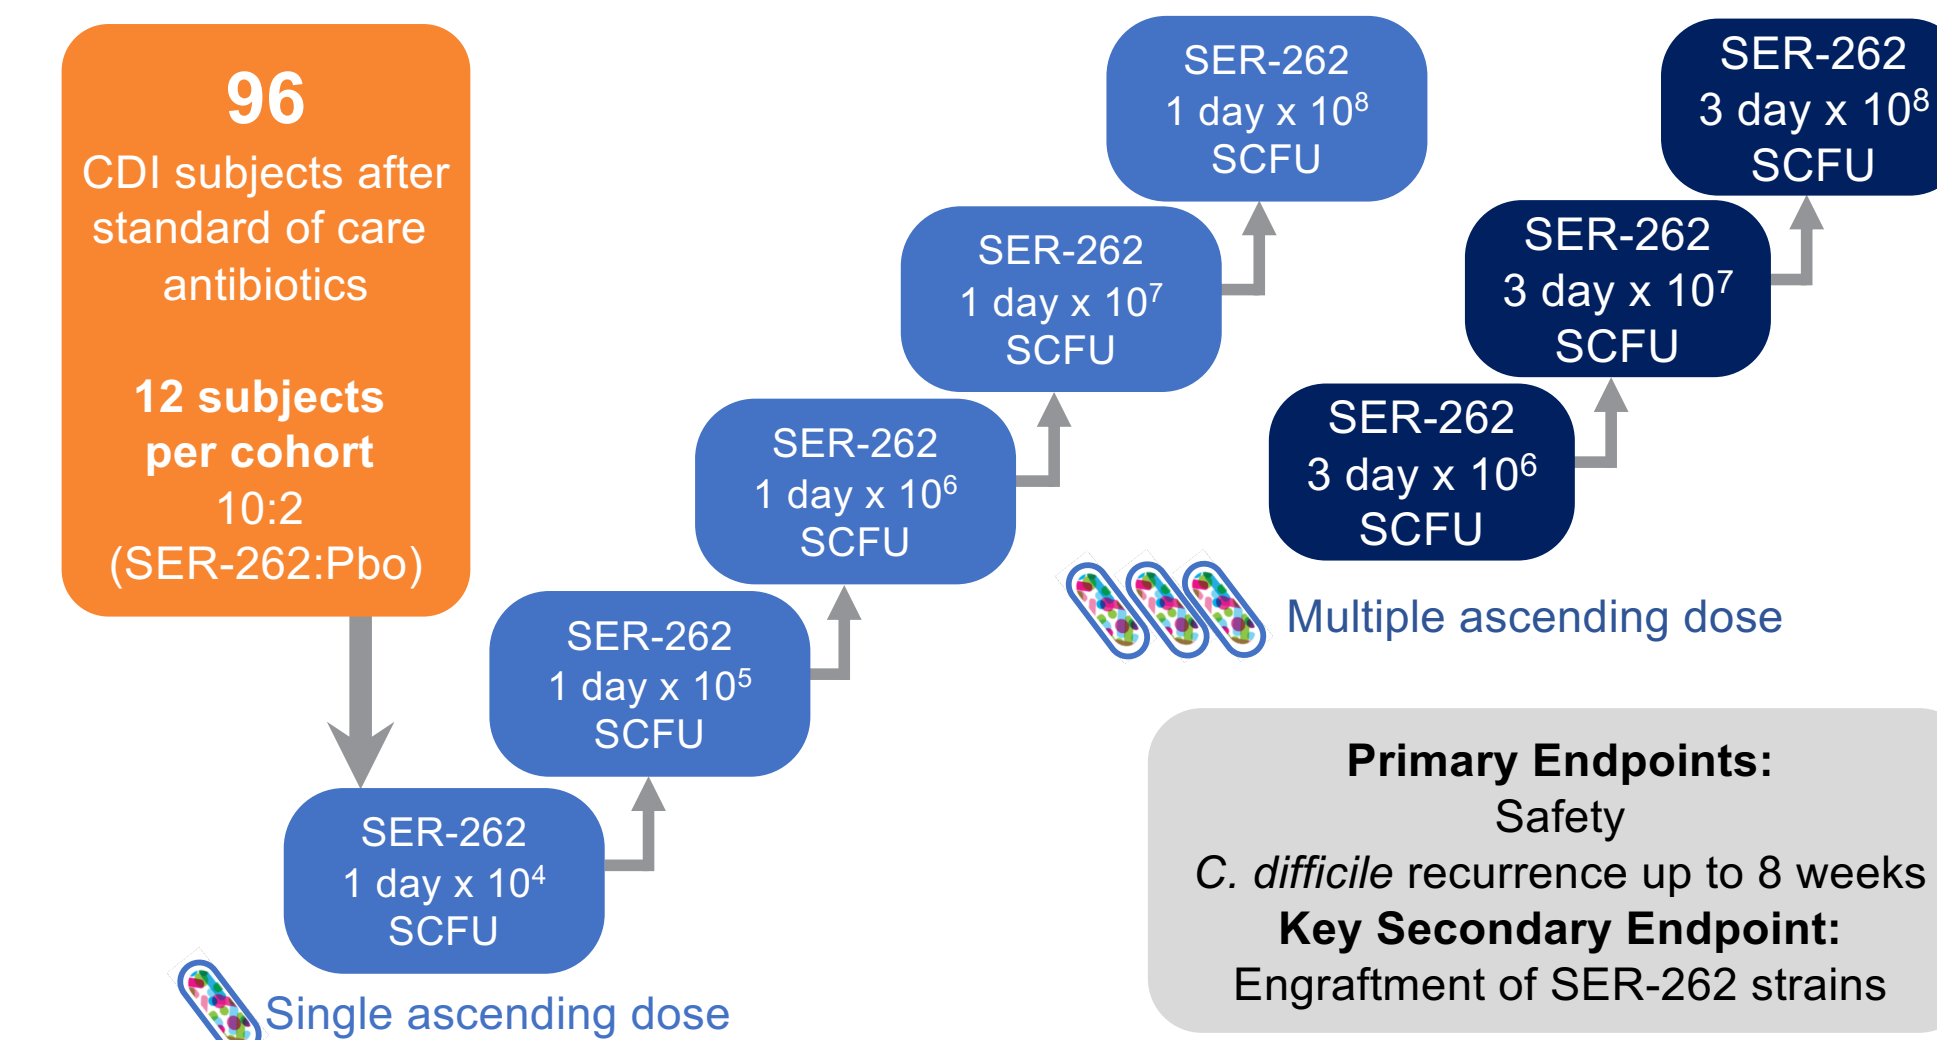 96
CDI subjects after
standard of care
antibiotics
12 subjects
per cohort
10:2
(SER-262:Pbo)
SER-262
1 day x 10⁴
SCFU
SER-262
1 day x 10⁵
SCFU
SER-262
1 day x 10⁶
SCFU
SER-262
1 day x 10⁷
SCFU
SER-262
1 day x 10⁸
SCFU
Single ascending dose
SER-262
3 day x 10⁶
SCFU
SER-262
3 day x 10⁷
SCFU
SER-262
3 day x 10⁸
SCFU
Multiple ascending dose
Primary Endpoints:
Safety
C. difficile recurrence up to 8 weeks
Key Secondary Endpoint:
Engraftment of SER-262 strains